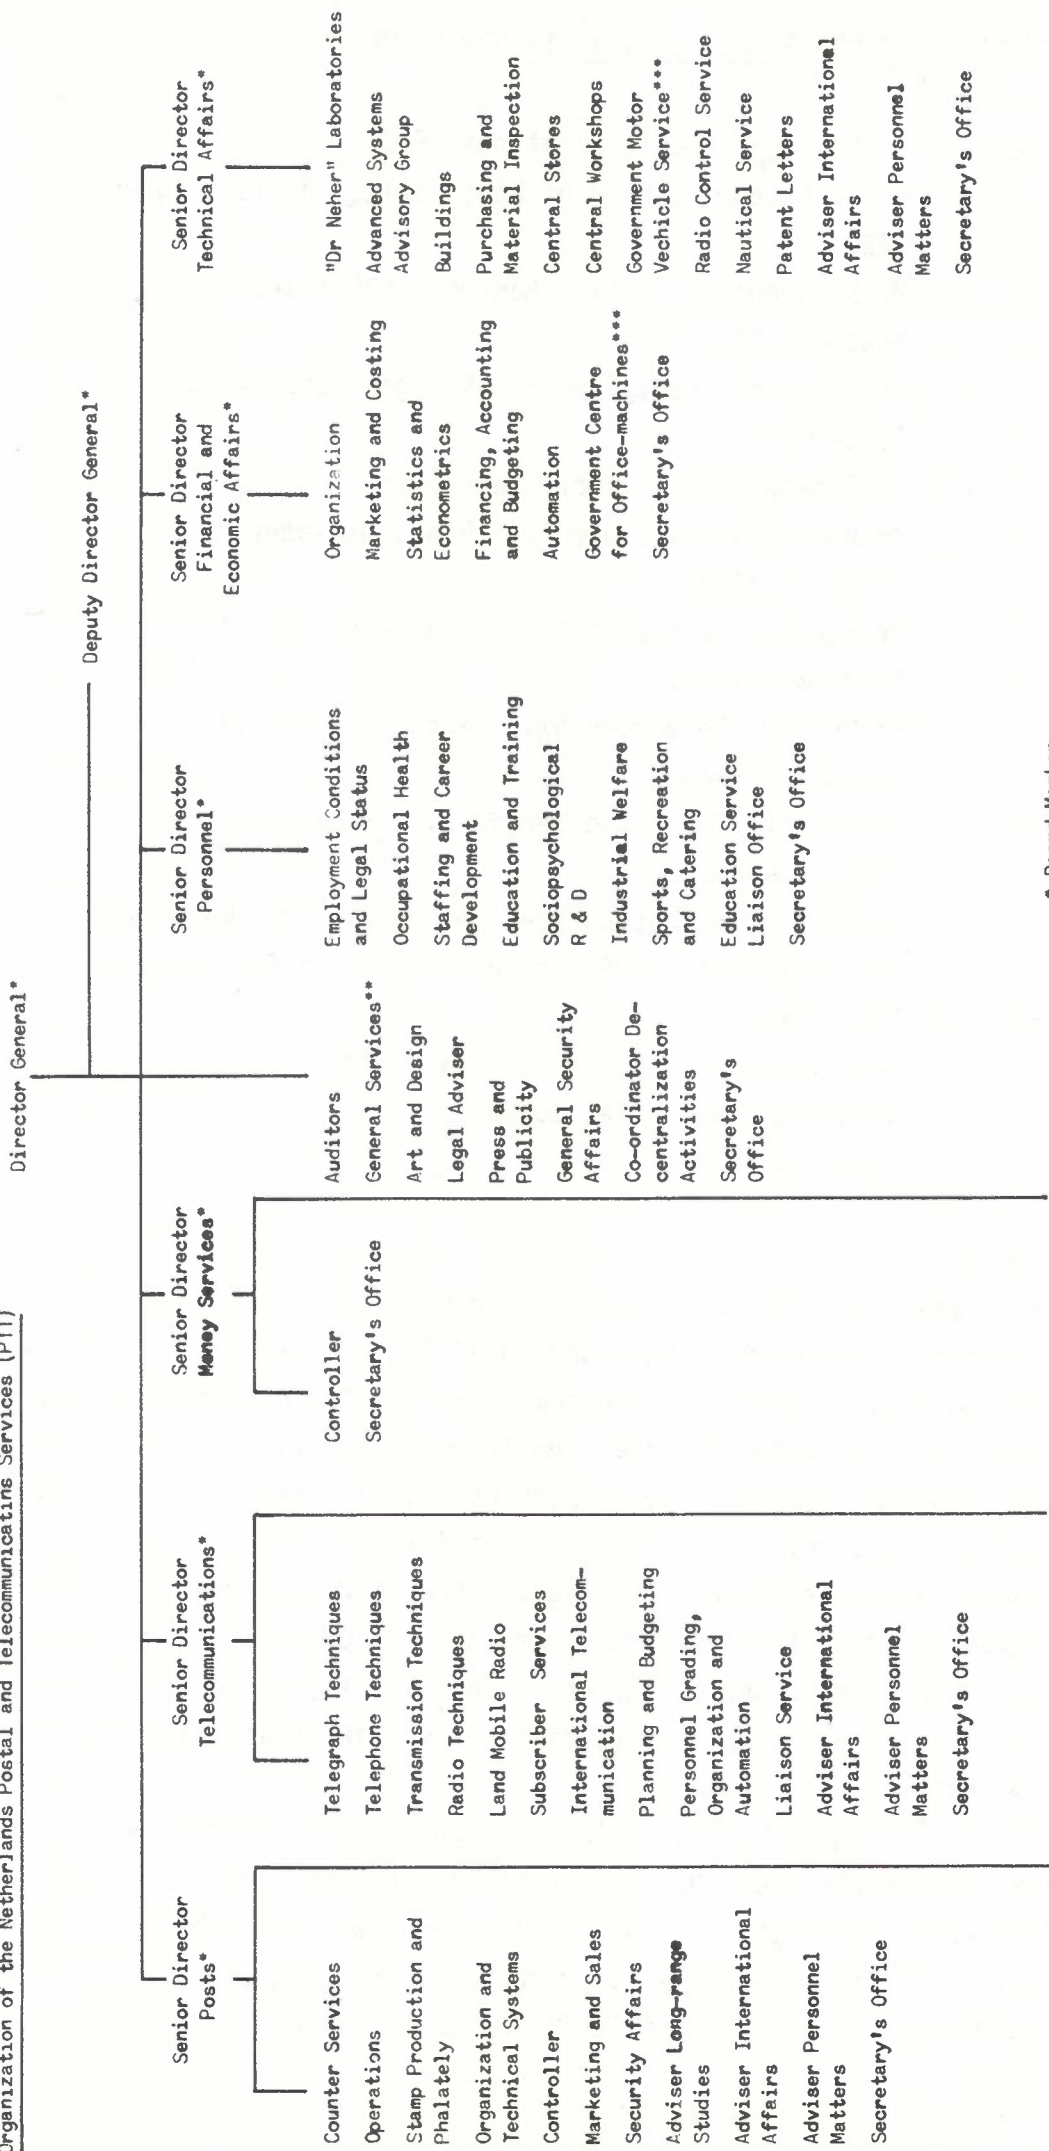 Organization of the Netherlands Postal and Telecommunicatins Services (PTT)
Director General*
Deputy Director General*
Senior Director
Posts*
Counter Services
Operations
Stamp Production and
Phalately
Organization and
Technical Systems
Controller
Marketing and Sales
Security Affairs
Adviser Long-range
Studies
Adviser International
Affairs
Adviser Personnel
Matters
Secretary's Office
Senior Director
Telecommunications*
Telegraph Techniques
Telephone Techniques
Transmission Techniques
Radio Techniques
Land Mobile Radio
Subscriber Services
International Telecom-
munication
Planning and Budgeting
Personnel Grading,
Organization and
Automation
Liaison Service
Adviser International
Affairs
Adviser Personnel
Matters
Secretary's Office
Senior Director
Money Services*
Controller
Secretary's Office
Auditors
General Services**
Art and Design
Legal Adviser
Press and
Publicity
General Security
Affairs
Co-ordinator De-
centralization
Activities
Secretary's
Office
Senior Director
Personnel*
Employment Conditions
and Legal Status
Occupational Health
Staffing and Career
Development
Education and Training
Sociopsychological
R & D
Industrial Welfare
Sports, Recreation
and Catering
Education Service
Liaison Office
Secretary's Office
Senior Director
Financial and
Economic Affairs*
Organization
Marketing and Costing
Statistics and
Econometrics
Financing, Accounting
and Budgeting
Automation
Government Centre
for Office-machines***
Secretary's Office
Senior Director
Technical Affairs*
"Dr Neher" Laboratories
Advanced Systems
Advisory Group
Buildings
Purchasing and
Material Inspection
Central Stores
Central Workshops
Government Motor
Vechicle Service***
Radio Control Service
Nautical Service
Patent Letters
Adviser International
Affairs
Adviser Personnel
Matters
Secretary's Office